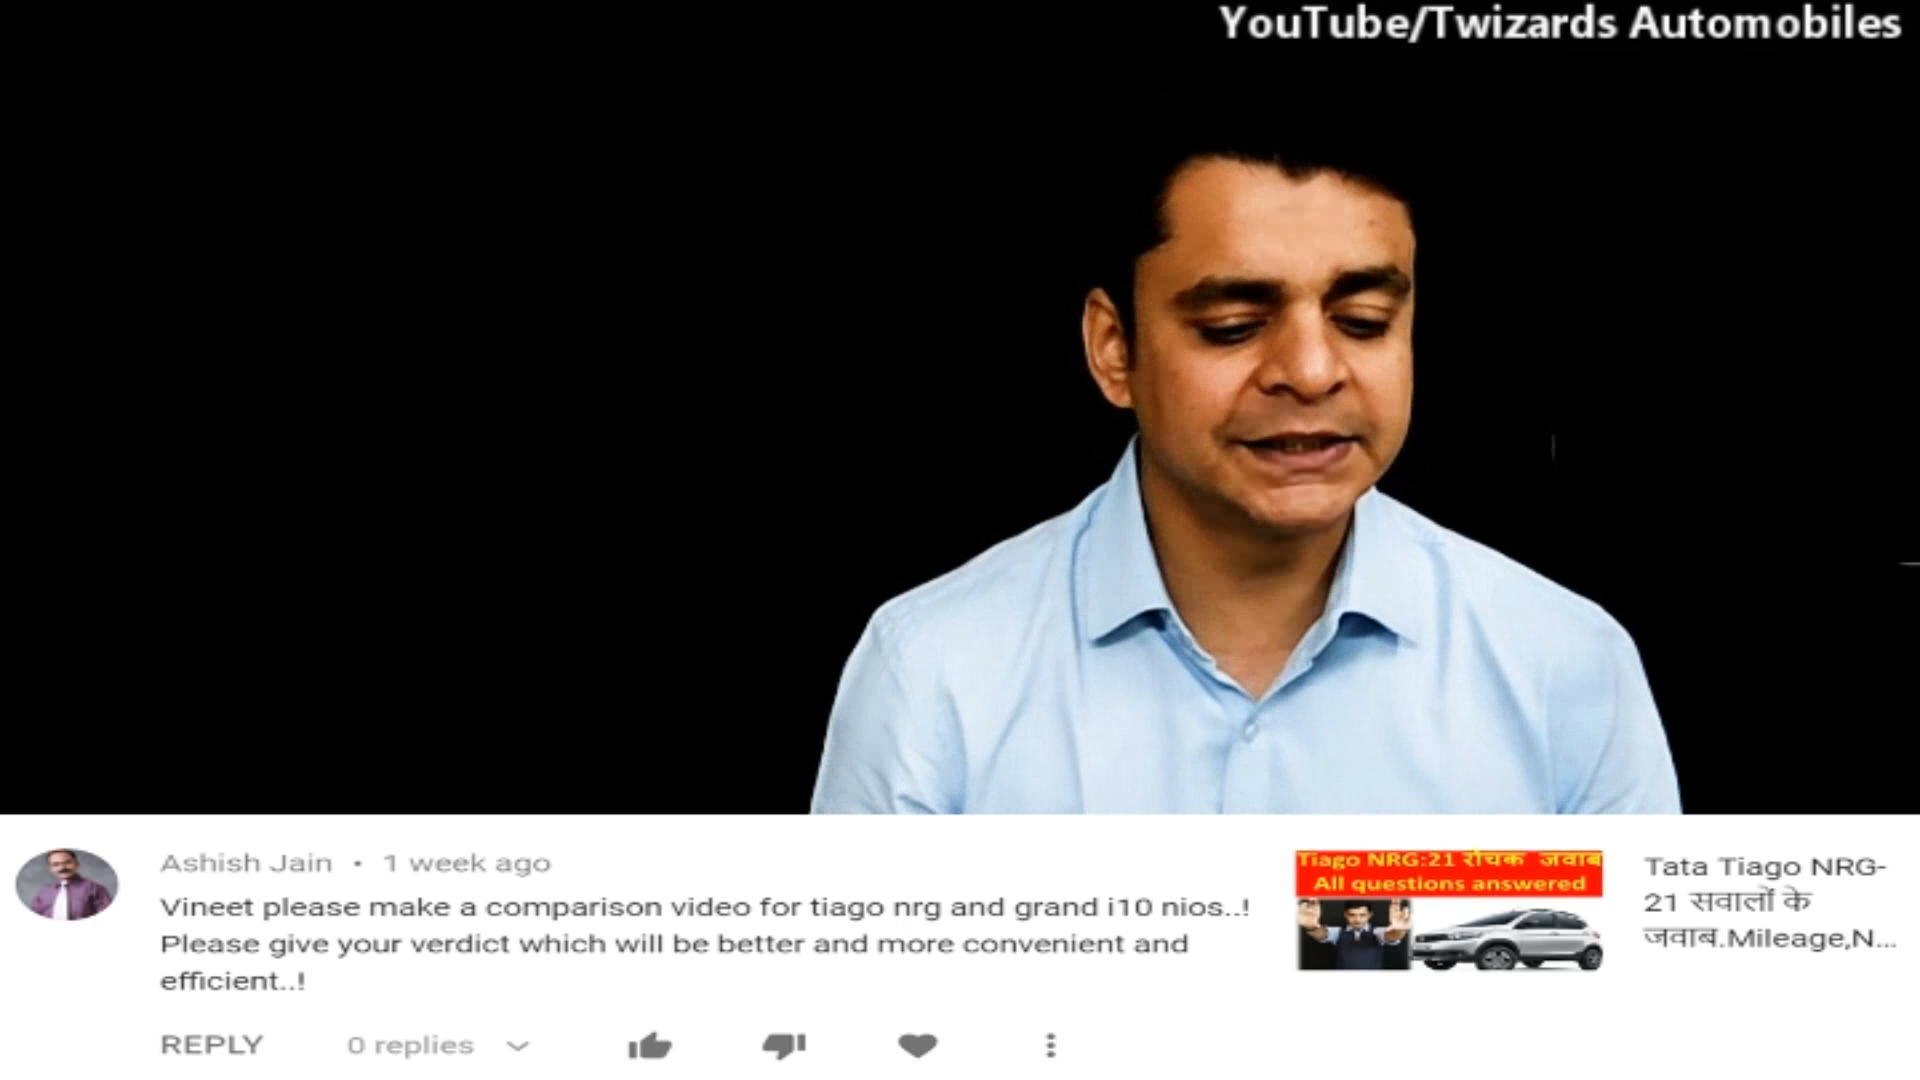 YouTube/Twizards Automobiles
Ashish Jain • 1 week ago
Vineet please make a comparison video for tiago nrg and grand i10 nios..!
Please give your verdict which will be better and more convenient and
efficient..!
REPLY 0 replies
Tiago NRG:21 रोचक जवाब
All questions answered
Tata Tiago NRG-
21 सवालों के
जवाब.Mileage,N...